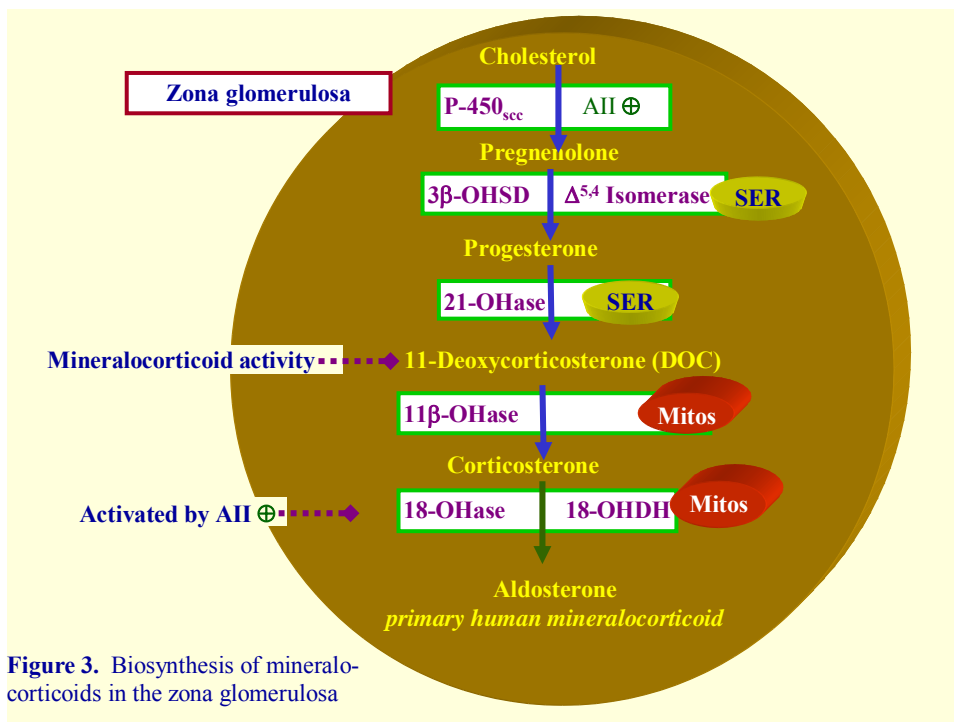 Cholesterol
Zona glomerulosa
P-450scc AII ⊕
Pregnenolone
3β-OHSD Δ5,4 Isomerase SER
Progesterone
21-OHase SER
Mineralocorticoid activity 11-Deoxycorticosterone (DOC)
11β-OHase Mitos
Corticosterone
Activated by AII ⊕ 18-OHase 18-OHDH Mitos
Aldosterone
primary human mineralocorticoid
Figure 3. Biosynthesis of mineralo-
corticoids in the zona glomerulosa